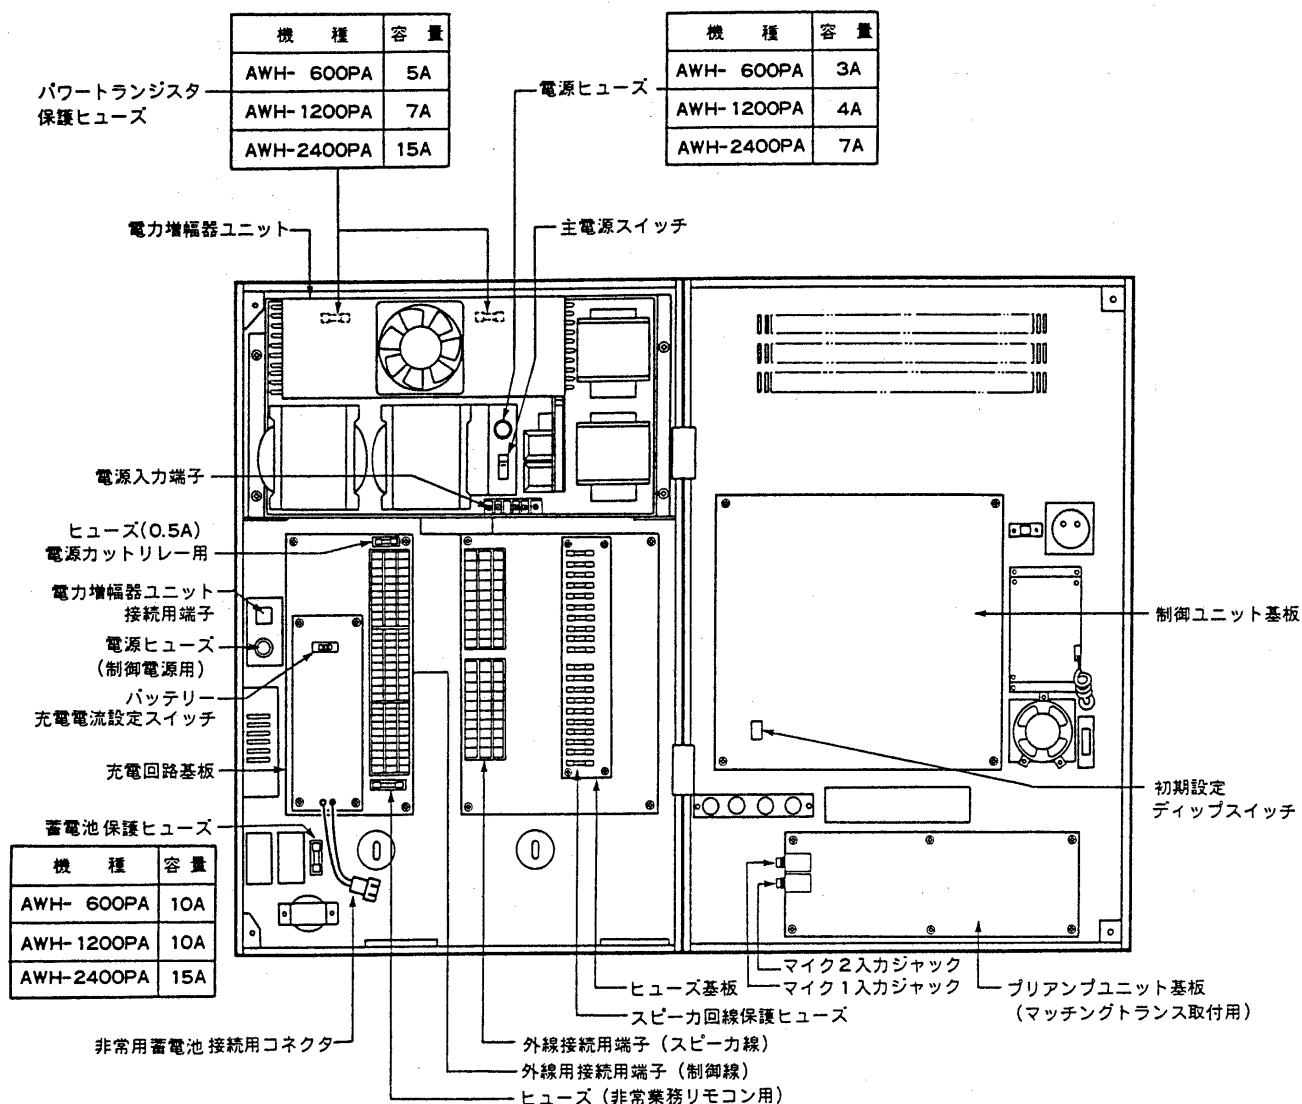 機 種 容 量
AWH- 600PA 5A
AWH-1200PA 7A
AWH-2400PA 15A
パワートランジスタ
保護ヒューズ
電源ヒューズ
機 種 容 量
AWH- 600PA 3A
AWH-1200PA 4A
AWH-2400PA 7A
電力増幅器ユニット
主電源スイッチ
電源入力端子
ヒューズ(0.5A)
電源カットリレー用
電力増幅器ユニット
接続用端子
電源ヒューズ
(制御電源用)
バッテリー
充電電流設定スイッチ
充電回路基板
蓄電池保護ヒューズ
機 種 容 量
AWH- 600PA 10A
AWH-1200PA 10A
AWH-2400PA 15A
非常用蓄電池接続用コネクタ
制御ユニット基板
初期設定
ディップスイッチ
マイク2入力ジャック
マイク1入力ジャック
プリアンプユニット基板
(マッチングトランス取付用)
ヒューズ基板
スピーカ回線保護ヒューズ
外線接続用端子(スピーカ線)
外線用接続用端子(制御線)
ヒューズ(非常業務リモコン用)